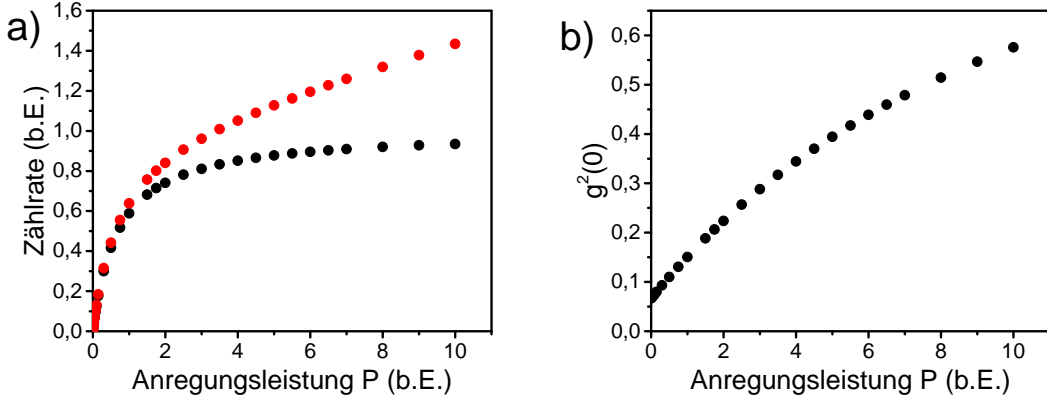 a)
1,6
1,4
1,2
1,0
0,8
0,6
0,4
0,2
0,0
Zählrate (b.E.)
0 2 4 6 8 10
Anregungsleistung P (b.E.)
b)
0,6
0,5
0,4
0,3
0,2
0,1
0,0
g²(0)
0 2 4 6 8 10
Anregungsleistung P (b.E.)